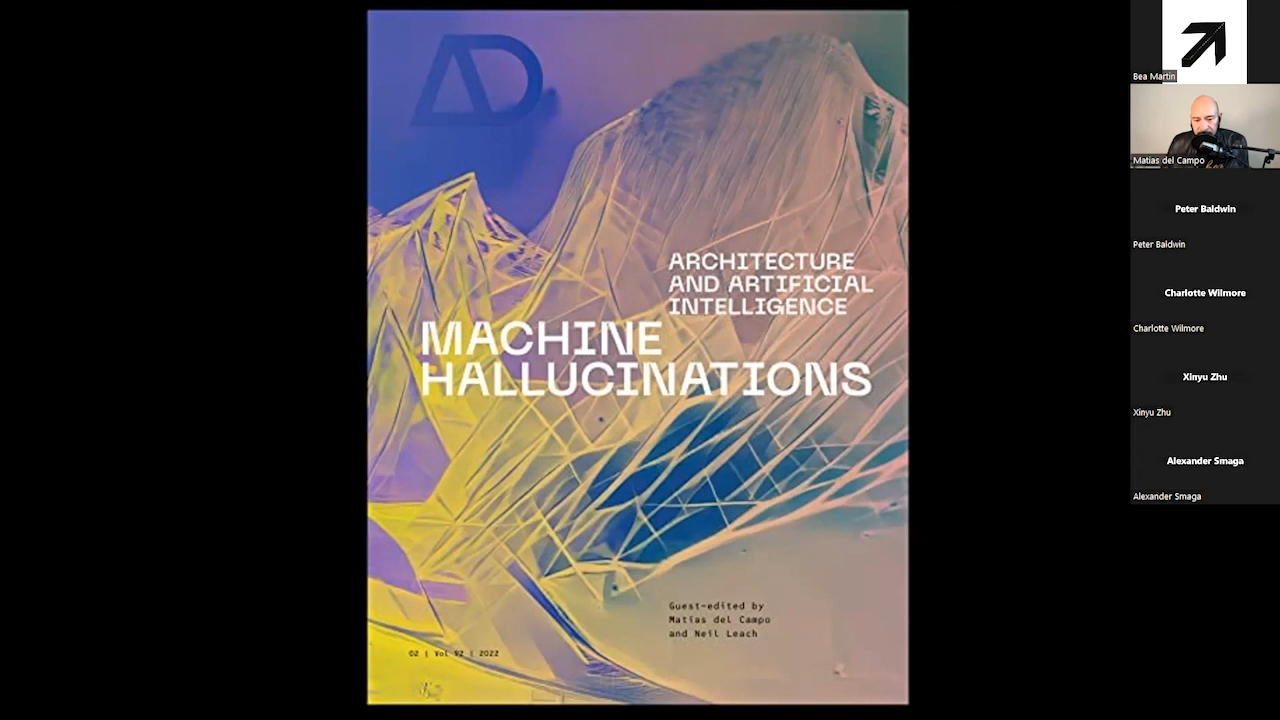 AD
ARCHITECTURE
AND ARTIFICIAL
INTELLIGENCE
MACHINE
HALLUCINATIONS
Guest-edited by
Matias del Campo
and Neil Leach
02 | Vol 92 | 2022
Bea Martin
Matias del Campo
Peter Baldwin
Peter Baldwin
Charlotte Wilmore
Charlotte Wilmore
Xinyu Zhu
Xinyu Zhu
Alexander Smaga
Alexander Smaga